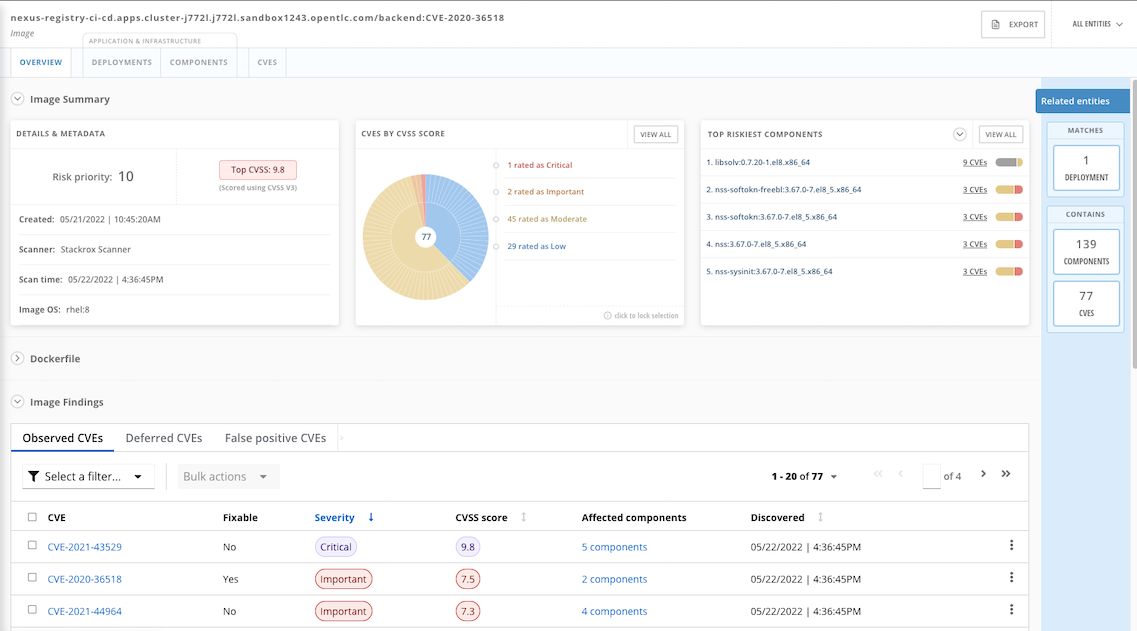 nexus-registry-ci-cd.apps.cluster-j772l.j772l.sandbox1243.opentlc.com/backend:CVE-2020-36518
Image
EXPORT
ALL ENTITIES
APPLICATION & INFRASTRUCTURE
OVERVIEW DEPLOYMENTS COMPONENTS CVES
Image Summary
Related entities
DETAILS & METADATA
Risk priority: 10
Top CVSS: 9.8
(Scored using CVSS V3)
Created: 05/21/2022 | 10:45:20AM
Scanner: Stackrox Scanner
Scan time: 05/22/2022 | 4:36:45PM
Image OS: rhel:8
CVES BY CVSS SCORE VIEW ALL
77
1 rated as Critical
2 rated as Important
45 rated as Moderate
29 rated as Low
click to lock selection
TOP RISKIEST COMPONENTS VIEW ALL
1. libsolv:0.7.20-1.el8.x86_64 9 CVEs
2. nss-softokn-freebl:3.67.0-7.el8_5.x86_64 3 CVEs
3. nss-softokn:3.67.0-7.el8_5.x86_64 3 CVEs
4. nss:3.67.0-7.el8_5.x86_64 3 CVEs
5. nss-sysinit:3.67.0-7.el8_5.x86_64 3 CVEs
MATCHES
1
DEPLOYMENT
CONTAINS
139
COMPONENTS
77
CVES
Dockerfile
Image Findings
Observed CVEs Deferred CVEs False positive CVEs
Select a filter... Bulk actions 1 - 20 of 77 of 4
CVE Fixable Severity CVSS score Affected components Discovered
CVE-2021-43529 No Critical 9.8 5 components 05/22/2022 | 4:36:45PM
CVE-2020-36518 Yes Important 7.5 2 components 05/22/2022 | 4:36:45PM
CVE-2021-44964 No Important 7.3 4 components 05/22/2022 | 4:36:45PM